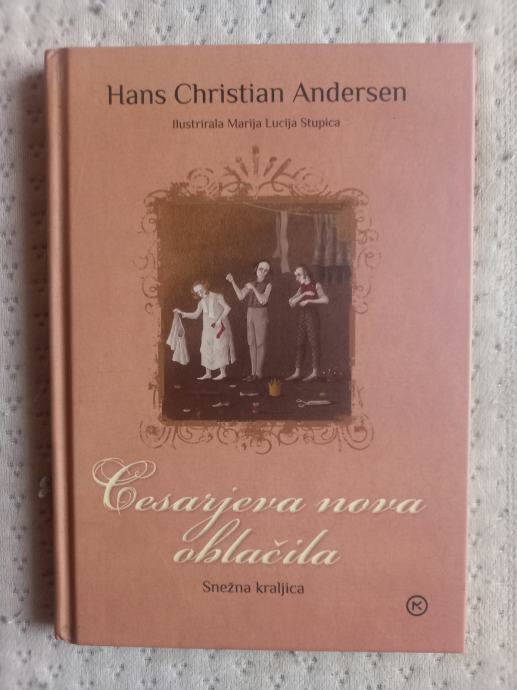 Hans Christian Andersen
Ilustrirala Marija Lucija Stupica
Cesarjeva nova
oblačila
Snežna kraljica